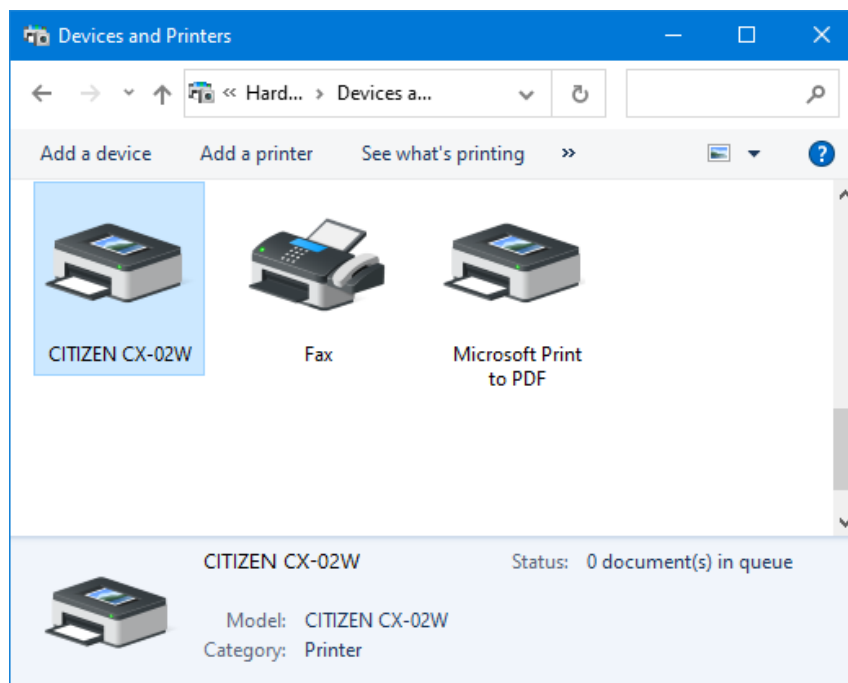 Devices and Printers
« Hard... › Devices a...
Add a device Add a printer See what's printing »
CITIZEN CX-02W Fax Microsoft Print
to PDF
CITIZEN CX-02W Status: 0 document(s) in queue
Model: CITIZEN CX-02W
Category: Printer